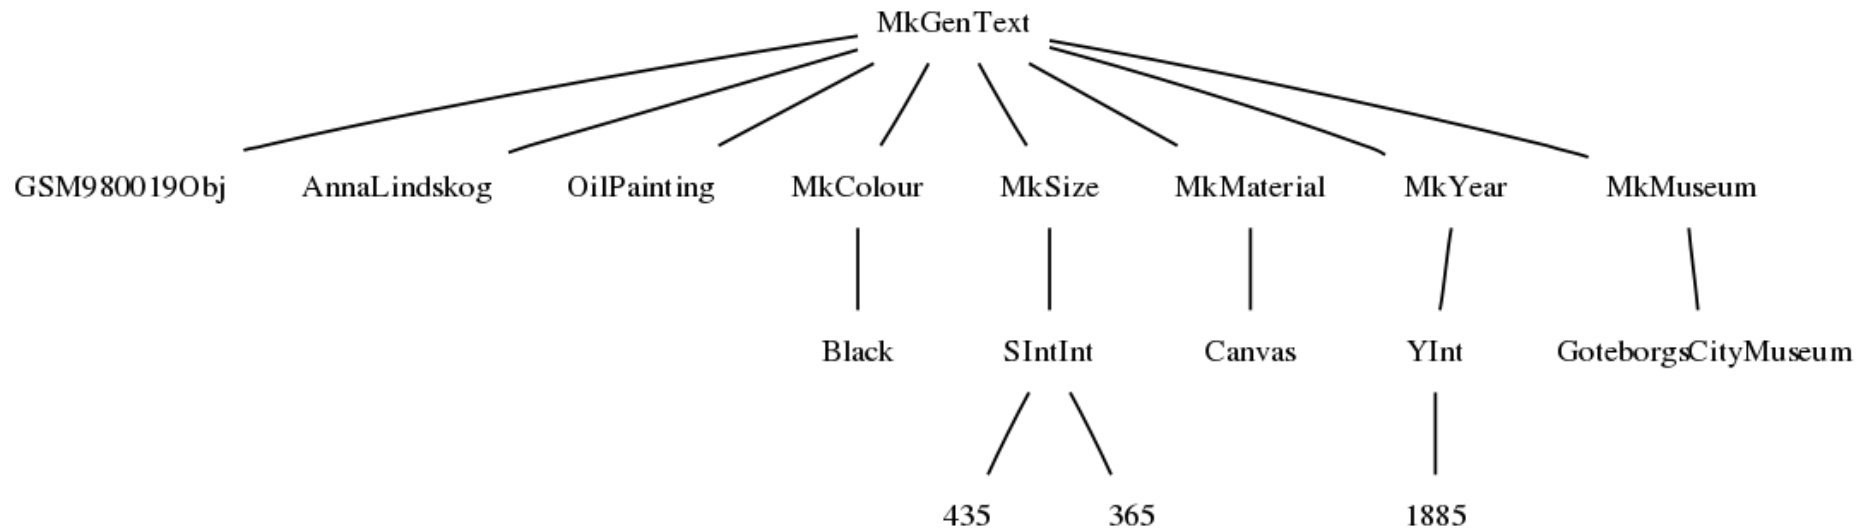 MkGenText
GSM980019Obj AnnaLindskog OilPainting MkColour MkSize MkMaterial MkYear MkMuseum
Black SIntInt Canvas YInt GoteborgsCityMuseum
435 365 1885